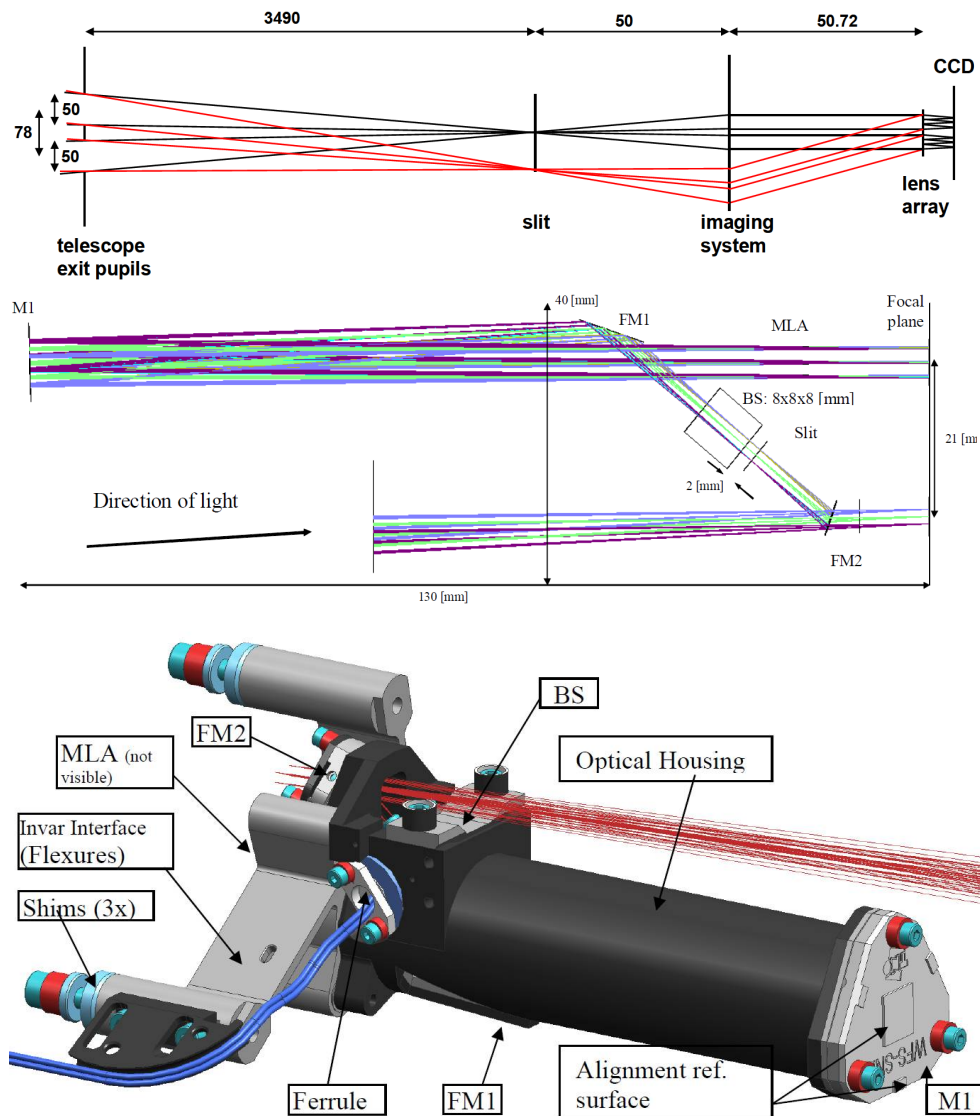 3490
50
50.72
CCD
50
78
50
lens
array
slit
imaging
system
telescope
exit pupils
M1
40 [mm]
FM1
MLA
Focal
plane
BS: 8x8x8 [mm]
Slit
21 [m
2 [mm]
Direction of light
FM2
130 [mm]
BS
FM2
MLA (not
visible)
Optical Housing
Invar Interface
(Flexures)
Shims (3x)
Ferrule
FM1
Alignment ref.
surface
M1